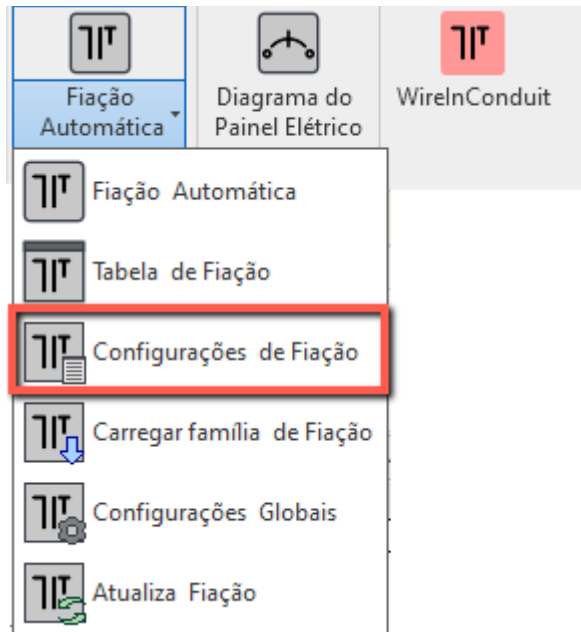 Fiação
Automática
Diagrama do
Painel Elétrico
WireInConduit
Fiação Automática
Tabela de Fiação
Configurações de Fiação
Carregar família de Fiação
Configurações Globais
Atualiza Fiação